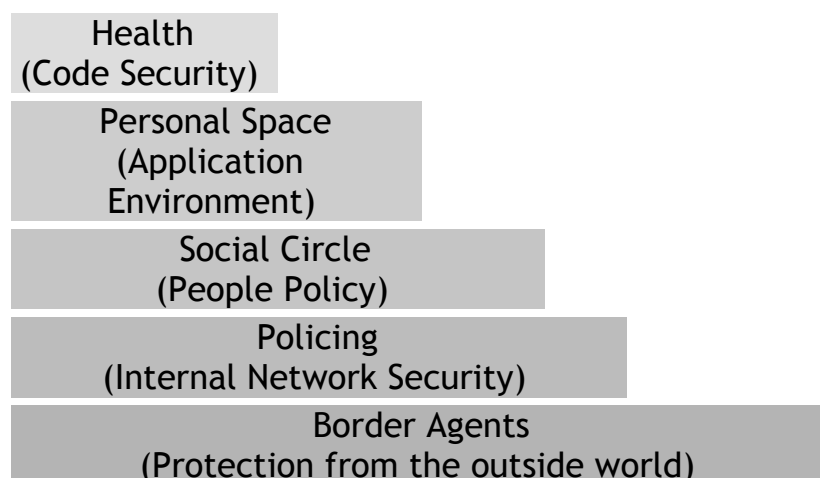 Health
(Code Security)
Personal Space
(Application
Environment)
Social Circle
(People Policy)
Policing
(Internal Network Security)
Border Agents
(Protection from the outside world)